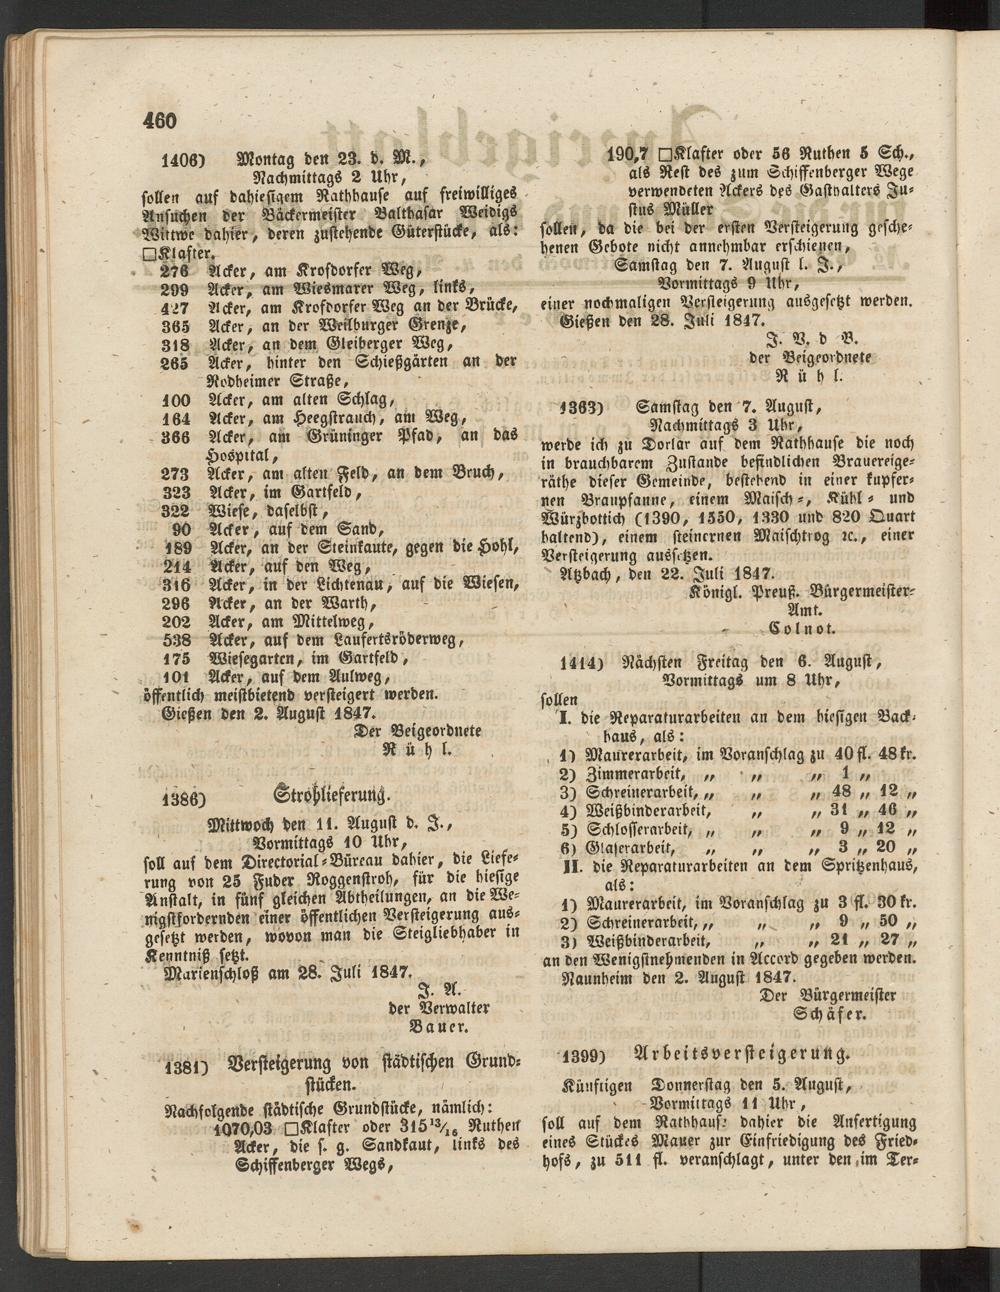 460
1406) Montag den 23. d. M.,
Nachmittags 2 Uhr,
sollen auf dahiesigem Rathhause auf freiwilliges
Ansuchen der Bäckermeister Balthasar Weidigs
Wittwe dahier, deren zustehende Güterstücke, als:
□Klafter.
276 Acker, am Krofdorfer Weg,
299 Acker, am Wiesmarer Weg, links,
427 Acker, am Krofdorfer Weg an der Brücke,
365 Acker, an der Weilburger Grenze,
318 Acker, an dem Gleiberger Weg,
265 Acker, hinter den Schießgärten an der
Rodheimer Straße,
100 Acker, am alten Schlag,
164 Acker, am Heegstrauch, am Weg,
366 Acker, am Grüninger Pfad, an das
Hospital,
273 Acker, am alten Feld, an dem Bruch,
323 Acker, im Gartfeld,
322 Wiese, daselbst,
90 Acker, auf dem Sand,
189 Acker, an der Steinkaute, gegen die Hohl,
214 Acker, auf den Weg,
316 Acker, in der Lichtenau, auf die Wiesen,
296 Acker, an der Warth,
202 Acker, am Mittelweg,
538 Acker, auf dem Laufertsröderweg,
175 Wiesegarten, im Gartfeld,
101 Acker, auf dem Aulweg,
öffentlich meistbietend versteigert werden.
Gießen den 2. August 1847.
Der Beigeordnete
Rühl.
1386) Strohlieferung.
Mittwoch den 11. August d. J.,
Vormittags 10 Uhr,
soll auf dem Directorial-Büreau dahier, die Liefe-
rung von 25 Fuder Roggenstroh, für die hiesige
Anstalt, in fünf gleichen Abtheilungen, an die We-
nigstfordernden einer öffentlichen Versteigerung aus-
gesetzt werden, wovon man die Steigliebhaber in
Kenntniß setzt.
Marienschloß am 28. Juli 1847.
J. A.
der Verwalter
Bauer.
1381) Versteigerung von städtischen Grund-
stücken.
Nachfolgende städtische Grundstücke, nämlich:
1070,03 □Klafter oder 315 13/16 Ruthen
Acker, die s. g. Sandkaut, links des
Schiffenberger Wegs,
190,7 □Klafter oder 56 Ruthen 5 Sch.,
als Rest des zum Schiffenberger Wege
verwendeten Ackers des Gasthalters Ju-
stus Müller
sollen, da die bei der ersten Versteigerung gesche-
henen Gebote nicht annehmbar erschienen,
Samstag den 7. August l. J.,
Vormittags 9 Uhr,
einer nochmaligen Versteigerung ausgesetzt werden.
Gießen den 28. Juli 1847.
J. V. d B.
der Beigeordnete
Rühl.
1363) Samstag den 7. August,
Nachmittags 3 Uhr,
werde ich zu Dorlar auf dem Rathhause die noch
in brauchbarem Zustande befindlichen Brauereige-
räthe dieser Gemeinde, bestehend in einer kupfer-
nen Braupfanne, einem Maisch-, Kühl- und
Würzbottich (1390, 1550, 1330 und 820 Quart
haltend), einem steinernen Maischtrog ꝛc., einer
Versteigerung aussetzen.
Atzbach, den 22. Juli 1847.
Königl. Preuß. Bürgermeister-
Amt.
Colnot.
1414) Nächsten Freitag den 6. August,
Vormittags um 8 Uhr,
sollen
I. die Reparaturarbeiten an dem hiesigen Back-
haus, als:
1) Maurerarbeit, im Voranschlag zu 40 fl. 48 kr.
2) Zimmerarbeit, „ „ „ 1 „
3) Schreinerarbeit, „ „ „ 48 „ 12 „
4) Weißbinderarbeit, „ „ 31 „ 46 „
5) Schlosserarbeit, „ „ „ 9 „ 12 „
6) Glaserarbeit, „ „ „ 3 „ 20 „
II. die Reparaturarbeiten an dem Spritzenhaus,
als:
1) Maurerarbeit, im Voranschlag zu 3 fl. 30 kr.
2) Schreinerarbeit, „ „ „ 9 „ 50 „
3) Weißbinderarbeit, „ „ 21 „ 27 „
an den Wenigstnehmenden in Accord gegeben werden.
Naunheim den 2. August 1847.
Der Bürgermeister
Schäfer.
1399) Arbeitsversteigerung.
Künftigen Donnerstag den 5. August,
Vormittags 11 Uhr,
soll auf dem Rathhause dahier die Anfertigung
eines Stückes Mauer zur Einfriedigung des Fried-
hofs, zu 511 fl. veranschlagt, unter den im Ter-